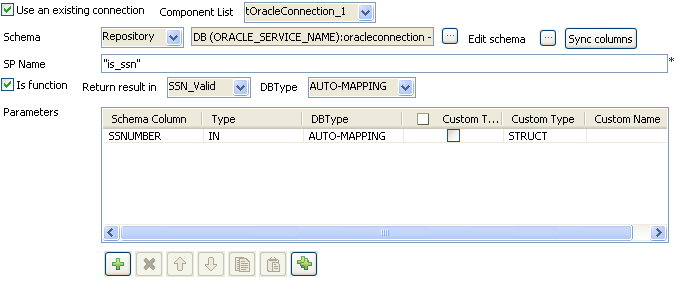 Use an existing connection Component List tOracleConnection_1
Schema Repository DB (ORACLE_SERVICE_NAME):oracleconnection - ... Edit schema ... Sync columns
SP Name "is_ssn" *
Is function Return result in SSN_Valid DBType AUTO-MAPPING
Parameters
Schema Column Type DBType Custom T... Custom Type Custom Name
SSNUMBER IN AUTO-MAPPING STRUCT